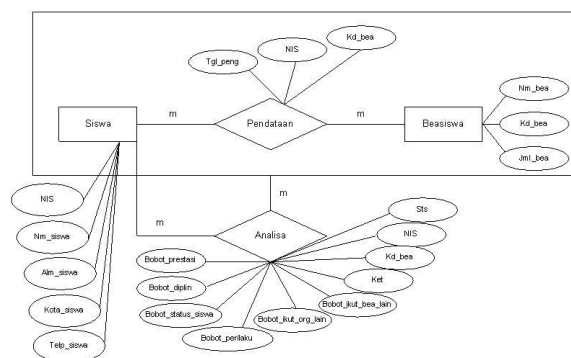 Kd_bea
NIS
Tgl_peng
Nm_bea
Siswa
m
Pendataan
m
Beasiswa
Kd_bea
Jml_bea
m
NIS
Sts
m
Analisa
NIS
Nm_siswa
Bobot_prestasi
Kd_bea
Alm_siswa
Bobot_diplin
Ket
Bobot_status_siswa
Bobot_ikut_bea_lain
Kota_siswa
Bobot_ikut_org_lain
Bobot_perilaku
Telp_siswa